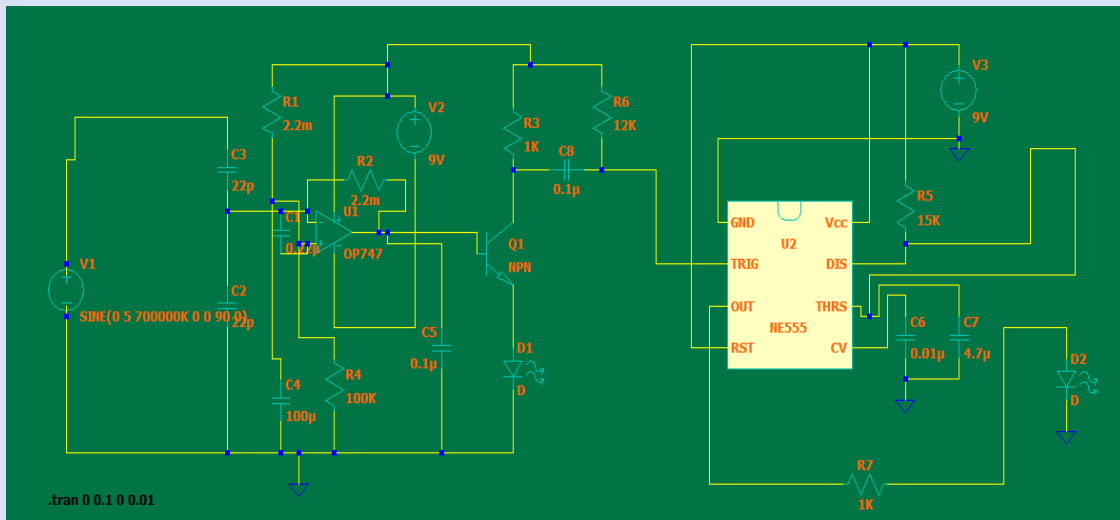 V1
SINE(0 5 700000K 0 0 90 0)
C3
22p
C2
22p
R1
2.2m
C1
0.22µ
C4
100µ
R4
100K
R2
2.2m
U1
OP747
V2
9V
C5
0.1µ
R3
1K
Q1
NPN
D1
D
C8
0.1µ
R6
12K
GND
TRIG
OUT
RST
U2
NE555
Vcc
DIS
THRS
CV
R5
15K
V3
9V
C6
0.01µ
C7
4.7µ
D2
D
R7
1K
.tran 0 0.1 0 0.01